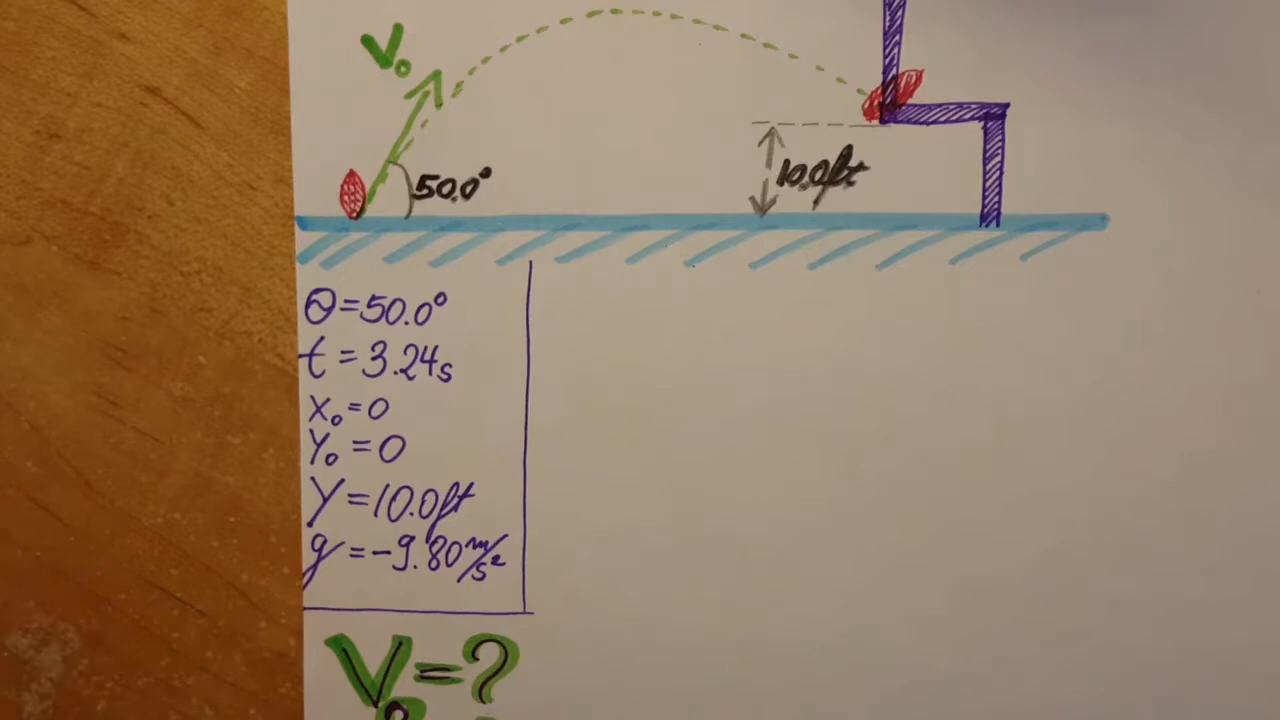 V₀
50.0°
10.0ft
θ=50.0°
t=3.24s
X₀=0
Y₀=0
Y=10.0ft
g=-9.80m/s²
V₀=?